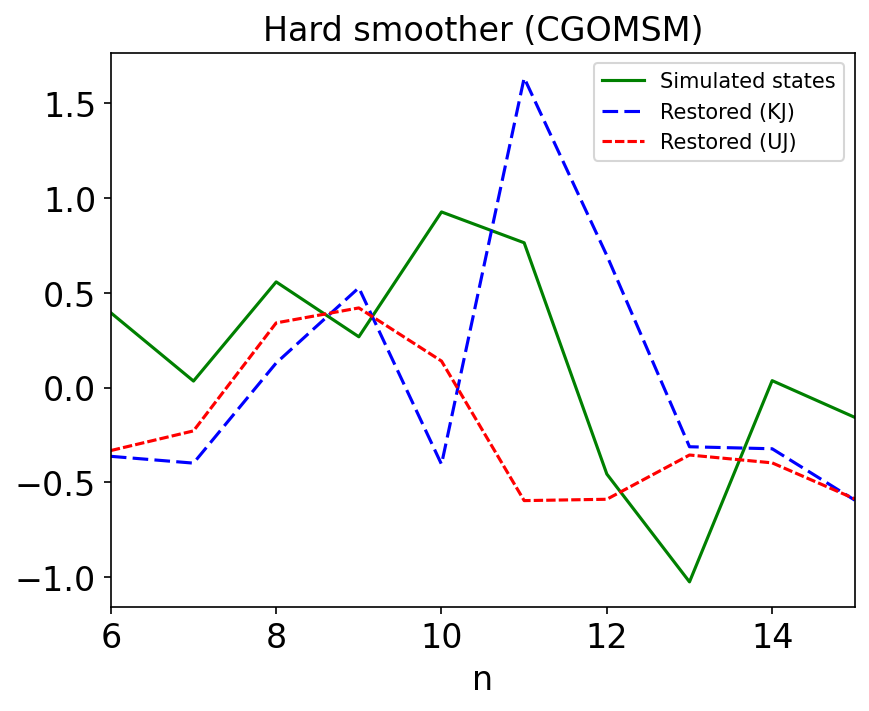 Hard smoother (CGOMSM)
Simulated states
Restored (KJ)
Restored (UJ)
1.5
1.0
0.5
0.0
−0.5
−1.0
6 8 10 12 14
n